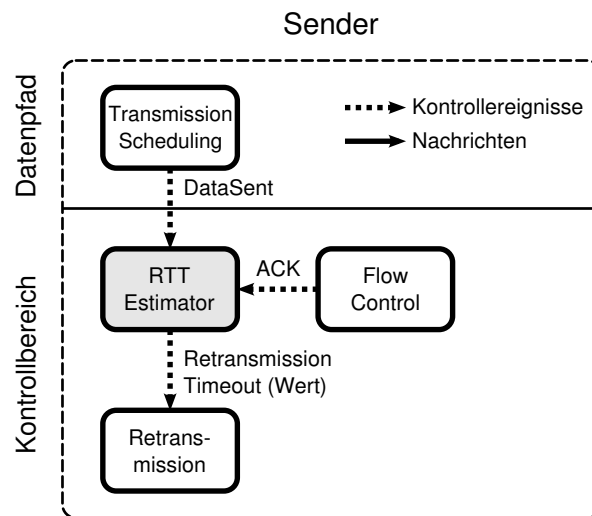 Sender
Datenpfad
Transmission
Scheduling
Kontrollereignisse
Nachrichten
DataSent
Kontrollbereich
RTT
Estimator
ACK
Flow
Control
Retransmission
Timeout (Wert)
Retrans-
mission